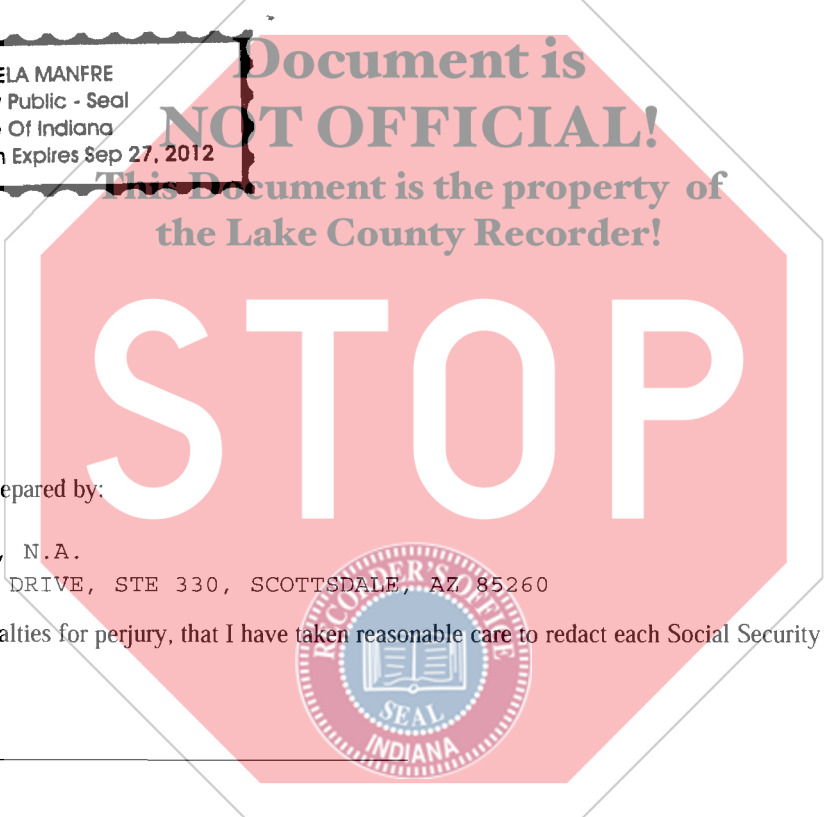 Document is
ELA MANFRE
Public - Seal
NOT OFFICIAL!
Of Indiana
Expires Sep 27, 2012
This Document is the property of
the Lake County Recorder!
STOP
epared by:
, N.A.
DRIVE, STE 330, SCOTTSDALE, AZ 85260
alties for perjury, that I have taken reasonable care to redact each Social Security
RECORDER'S OFFICE
SEAL
INDIANA